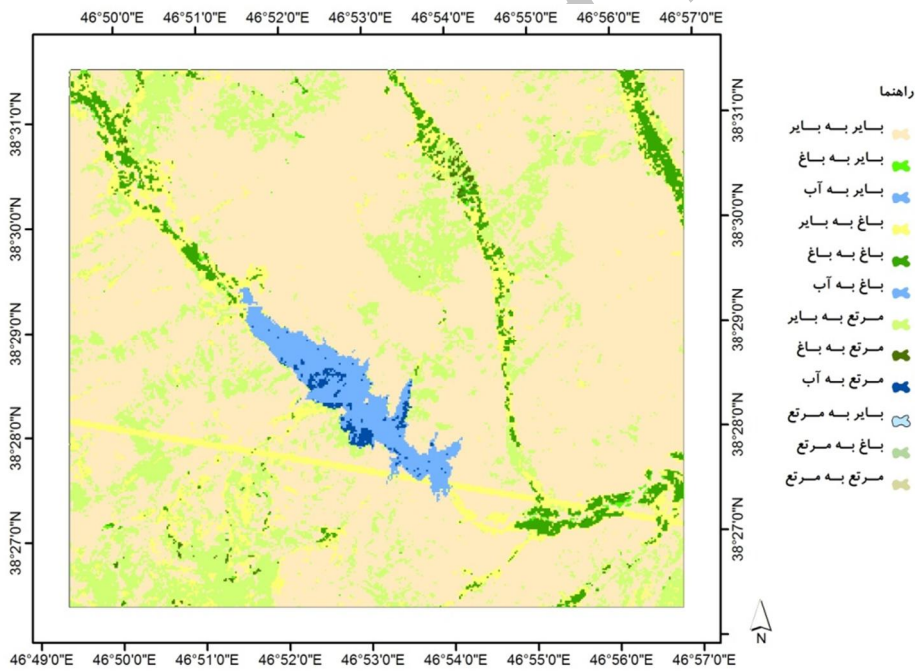 46°50'0"E 46°51'0"E 46°52'0"E 46°53'0"E 46°54'0"E 46°55'0"E 46°56'0"E 46°57'0"E
38°31'0"N
38°30'0"N
38°29'0"N
38°28'0"N
38°27'0"N
38°31'0"N
38°30'0"N
38°29'0"N
38°28'0"N
38°27'0"N
راهنما
بایر به بایر
بایر به باغ
بایر به آب
باغ به بایر
باغ به باغ
باغ به آب
مرتع به بایر
مرتع به باغ
مرتع به آب
بایر به مرتع
باغ به مرتع
مرتع به مرتع
N
46°49'0"E 46°50'0"E 46°51'0"E 46°52'0"E 46°53'0"E 46°54'0"E 46°55'0"E 46°56'0"E 46°57'0"E